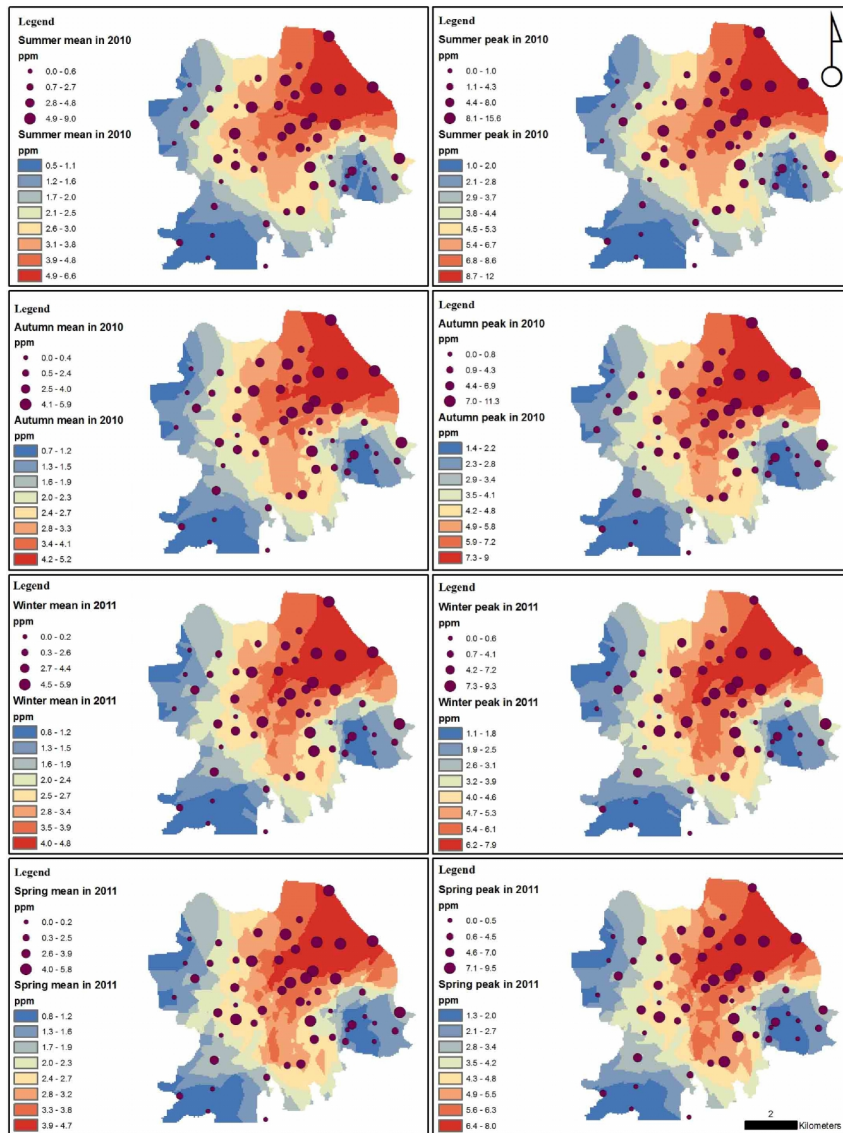 Legend
Summer mean in 2010
ppm
0.0 - 0.6
0.7 - 2.7
2.8 - 4.8
4.9 - 9.0
Summer mean in 2010
ppm
0.5 - 1.1
1.2 - 1.6
1.7 - 2.0
2.1 - 2.5
2.6 - 3.0
3.1 - 3.8
3.9 - 4.8
4.9 - 6.6
Legend
Summer peak in 2010
ppm
0.0 - 1.0
1.1 - 4.3
4.4 - 8.0
8.1 - 15.6
Summer peak in 2010
ppm
1.0 - 2.0
2.1 - 2.8
2.9 - 3.7
3.8 - 4.4
4.5 - 5.3
5.4 - 6.7
6.8 - 8.6
8.7 - 12
Legend
Autumn mean in 2010
ppm
0.0 - 0.4
0.5 - 2.4
2.5 - 4.0
4.1 - 5.9
Autumn mean in 2010
ppm
0.7 - 1.2
1.3 - 1.5
1.6 - 1.9
2.0 - 2.3
2.4 - 2.7
2.8 - 3.3
3.4 - 4.1
4.2 - 5.2
Legend
Autumn peak in 2010
ppm
0.0 - 0.8
0.9 - 4.3
4.4 - 6.9
7.0 - 11.3
Autumn peak in 2010
ppm
1.4 - 2.2
2.3 - 2.8
2.9 - 3.4
3.5 - 4.1
4.2 - 4.8
4.9 - 5.8
5.9 - 7.2
7.3 - 9
Legend
Winter mean in 2011
ppm
0.0 - 0.2
0.3 - 2.6
2.7 - 4.4
4.5 - 5.9
Winter mean in 2011
ppm
0.8 - 1.2
1.3 - 1.5
1.6 - 1.9
2.0 - 2.4
2.5 - 2.7
2.8 - 3.4
3.5 - 3.9
4.0 - 4.8
Legend
Winter peak in 2011
ppm
0.0 - 0.6
0.7 - 4.1
4.2 - 7.2
7.3 - 9.3
Winter peak in 2011
ppm
1.1 - 1.8
1.9 - 2.5
2.6 - 3.1
3.2 - 3.9
4.0 - 4.6
4.7 - 5.3
5.4 - 6.1
6.2 - 7.9
Legend
Spring mean in 2011
ppm
0.0 - 0.2
0.3 - 2.5
2.6 - 3.9
4.0 - 5.8
Spring mean in 2011
ppm
0.8 - 1.2
1.3 - 1.6
1.7 - 1.9
2.0 - 2.3
2.4 - 2.7
2.8 - 3.2
3.3 - 3.8
3.9 - 4.7
Legend
Spring peak in 2011
ppm
0.0 - 0.5
0.6 - 4.5
4.6 - 7.0
7.1 - 9.5
Spring peak in 2011
ppm
1.3 - 2.0
2.1 - 2.7
2.8 - 3.4
3.5 - 4.2
4.3 - 4.8
4.9 - 5.5
5.6 - 6.3
6.4 - 8.0
2
Kilometers